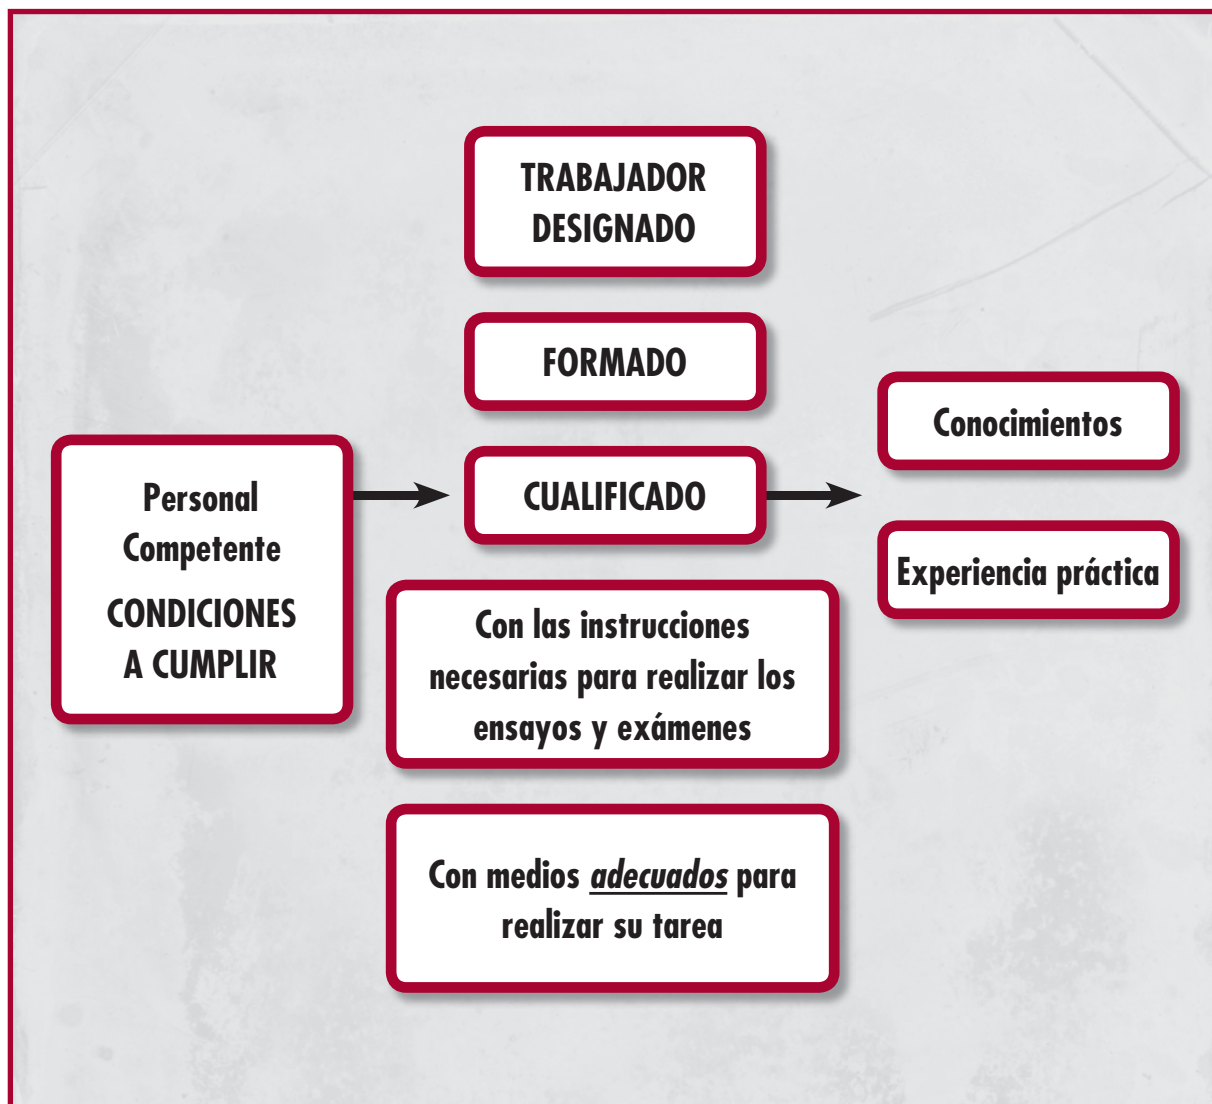 TRABAJADOR
DESIGNADO
FORMADO
Personal
Competente
CONDICIONES
A CUMPLIR
CUALIFICADO
Conocimientos
Experiencia práctica
Con las instrucciones
necesarias para realizar los
ensayos y exámenes
Con medios adecuados para
realizar su tarea